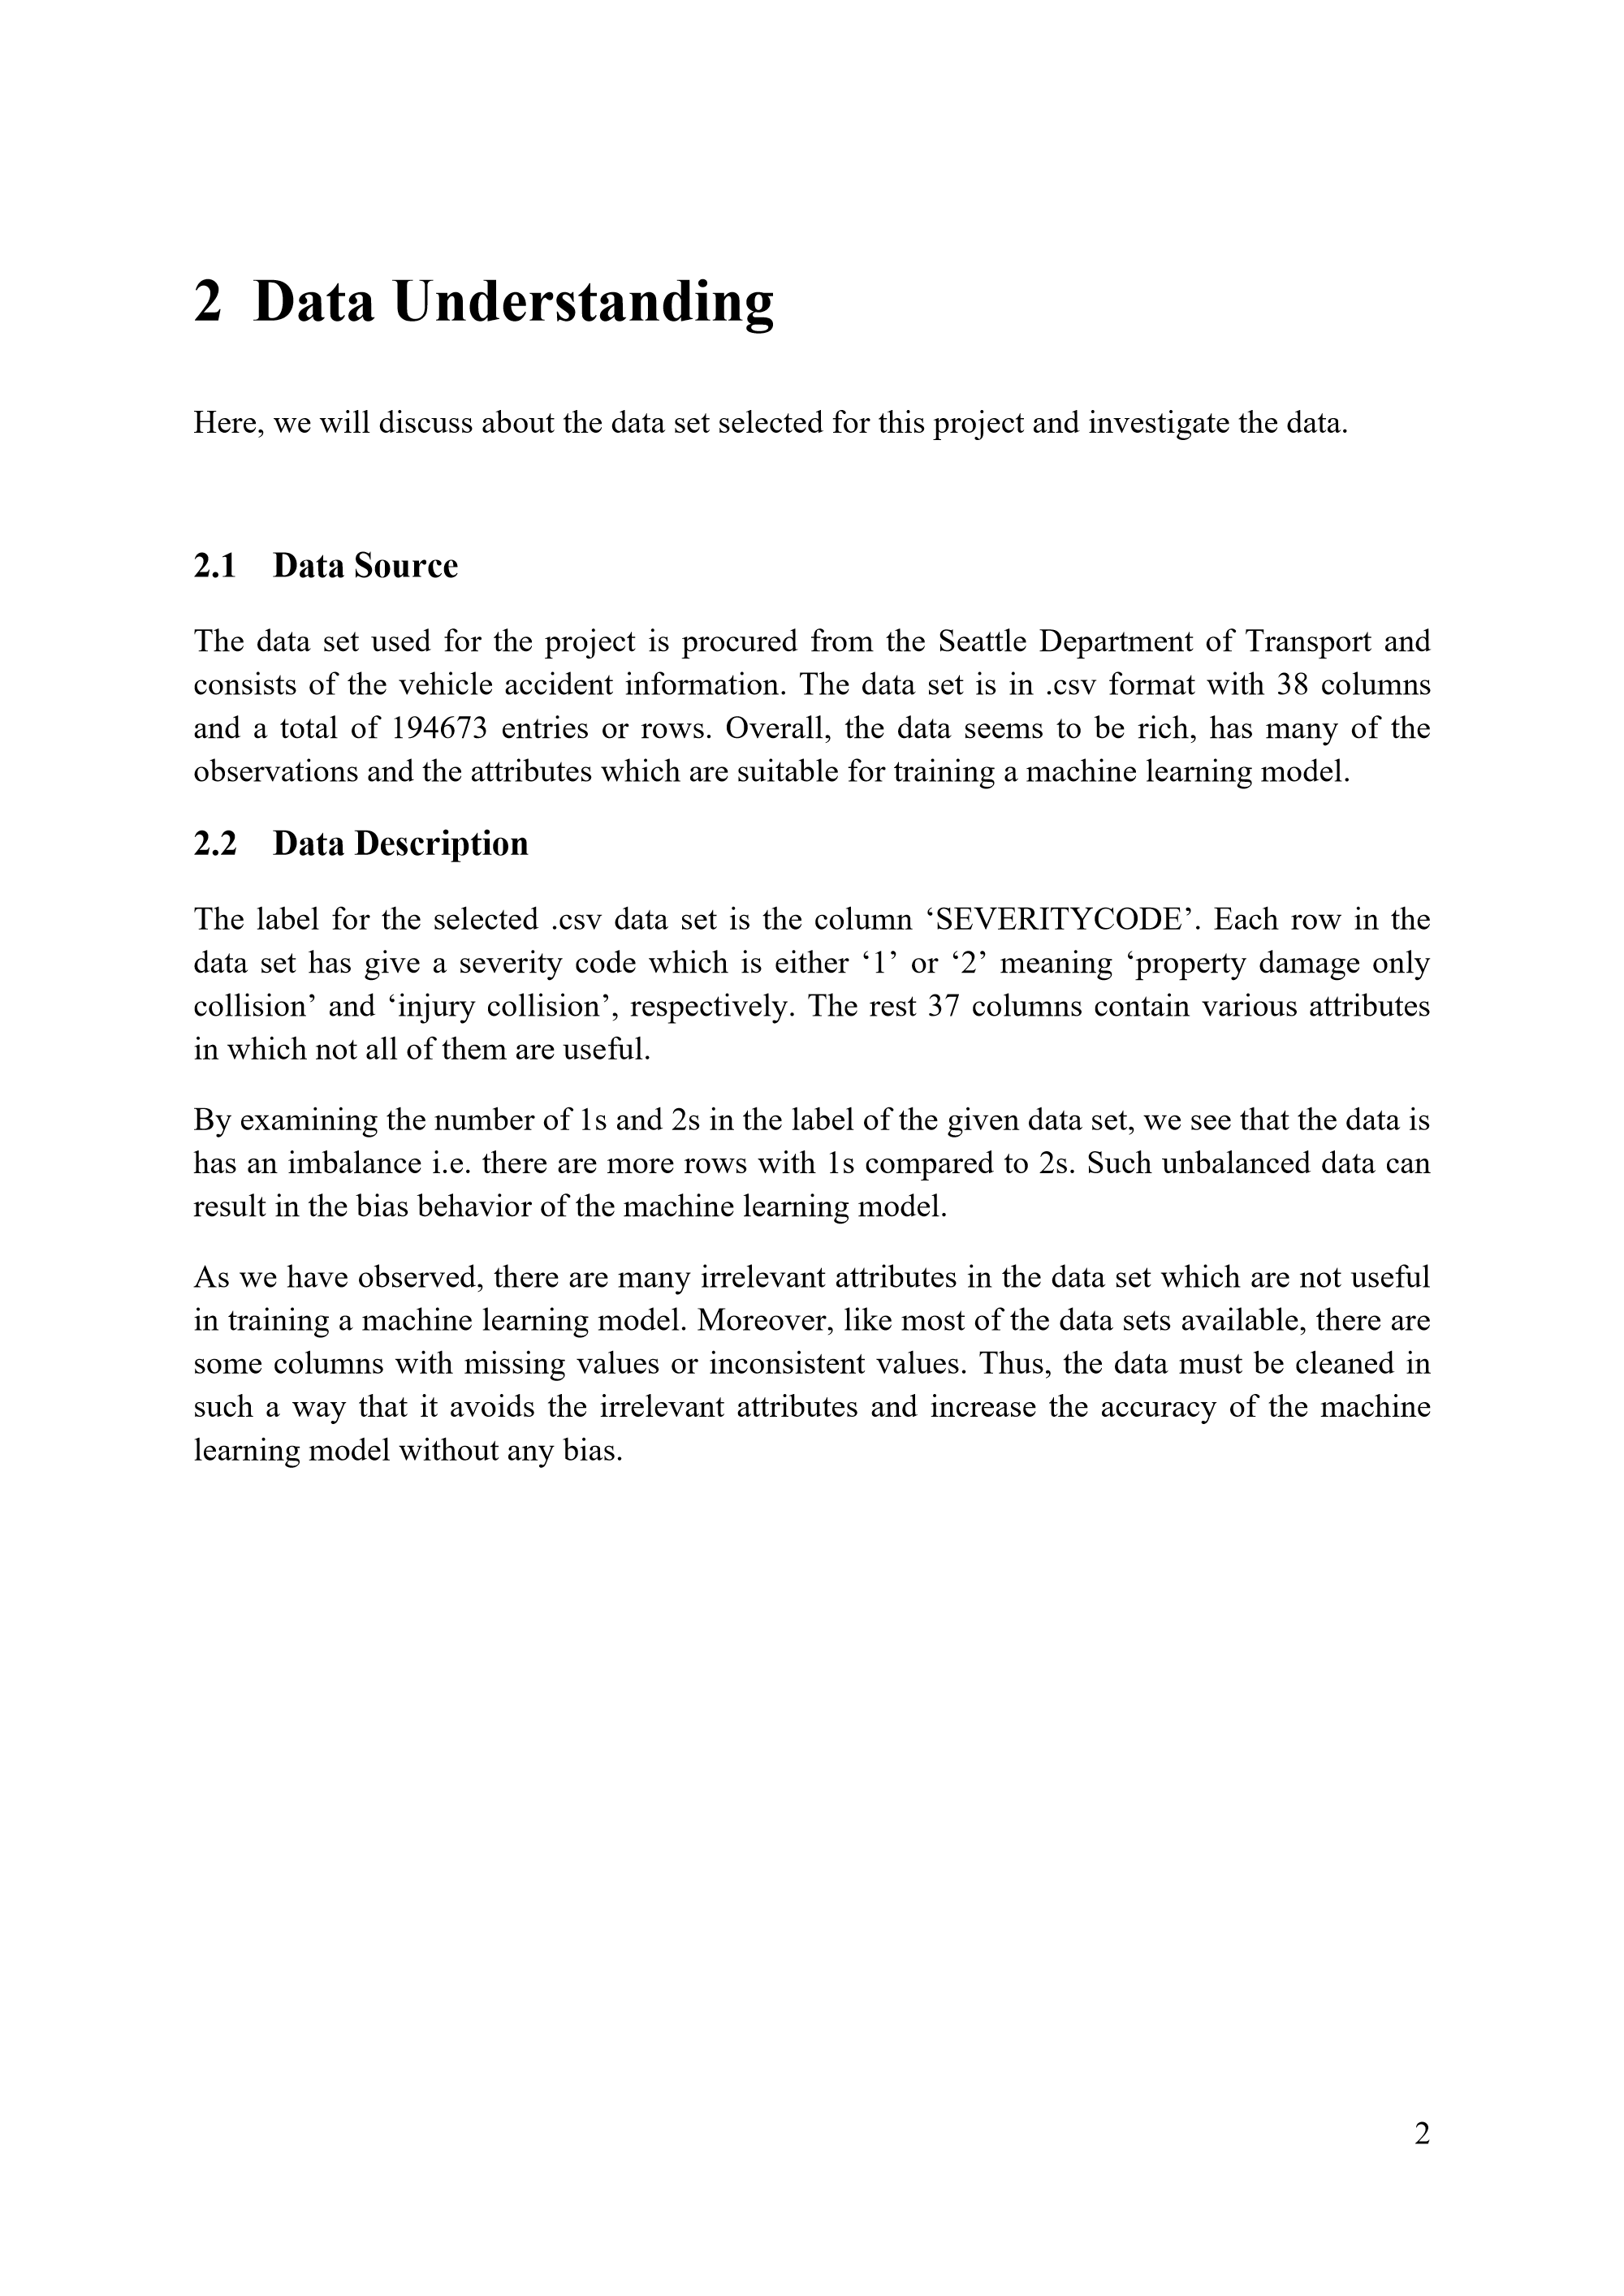 2 Data Understanding
Here, we will discuss about the data set selected for this project and investigate the data.
2.1 Data Source
The data set used for the project is procured from the Seattle Department of Transport and
consists of the vehicle accident information. The data set is in .csv format with 38 columns
and a total of 194673 entries or rows. Overall, the data seems to be rich, has many of the
observations and the attributes which are suitable for training a machine learning model.
2.2 Data Description
The label for the selected .csv data set is the column ‘SEVERITYCODE’. Each row in the
data set has give a severity code which is either ‘1’ or ‘2’ meaning ‘property damage only
collision’ and ‘injury collision’, respectively. The rest 37 columns contain various attributes
in which not all of them are useful.
By examining the number of 1s and 2s in the label of the given data set, we see that the data is
has an imbalance i.e. there are more rows with 1s compared to 2s. Such unbalanced data can
result in the bias behavior of the machine learning model.
As we have observed, there are many irrelevant attributes in the data set which are not useful
in training a machine learning model. Moreover, like most of the data sets available, there are
some columns with missing values or inconsistent values. Thus, the data must be cleaned in
such a way that it avoids the irrelevant attributes and increase the accuracy of the machine
learning model without any bias.
2